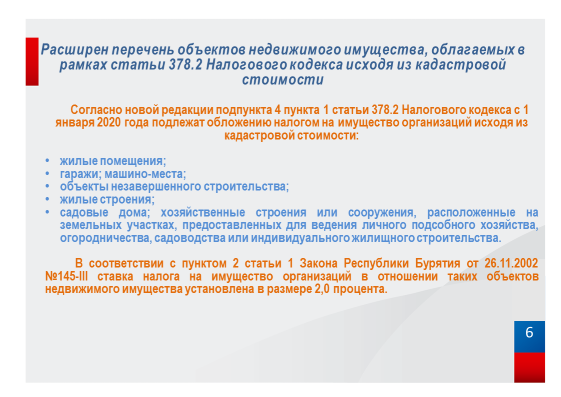 Расширен перечень объектов недвижимого имущества, облагаемых в
рамках статьи 378.2 Налогового кодекса исходя из кадастровой
стоимости
Согласно новой редакции подпункта 4 пункта 1 статьи 378.2 Налогового кодекса с 1
января 2020 года подлежат обложению налогом на имущество организаций исходя из
кадастровой стоимости:
• жилые помещения;
• гаражи; машино-места;
• объекты незавершенного строительства;
• жилые строения;
• садовые дома; хозяйственные строения или сооружения, расположенные на
земельных участках, предоставленных для ведения личного подсобного хозяйства,
огородничества, садоводства или индивидуального жилищного строительства.
В соответствии с пунктом 2 статьи 1 Закона Республики Бурятия от 26.11.2002
№145-III ставка налога на имущество организаций в отношении таких объектов
недвижимого имущества установлена в размере 2,0 процента.
6